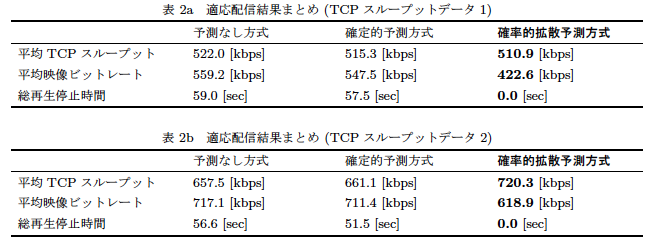 表 2a 適応配信結果まとめ (TCP スループットデータ 1)
予測なし方式 確定的予測方式 確率的拡散予測方式
平均 TCP スループット 522.0 [kbps] 515.3 [kbps] 510.9 [kbps]
平均映像ビットレート 559.2 [kbps] 547.5 [kbps] 422.6 [kbps]
総再生停止時間 59.0 [sec] 57.5 [sec] 0.0 [sec]
表 2b 適応配信結果まとめ (TCP スループットデータ 2)
予測なし方式 確定的予測方式 確率的拡散予測方式
平均 TCP スループット 657.5 [kbps] 661.1 [kbps] 720.3 [kbps]
平均映像ビットレート 717.1 [kbps] 711.4 [kbps] 618.9 [kbps]
総再生停止時間 56.6 [sec] 51.5 [sec] 0.0 [sec]